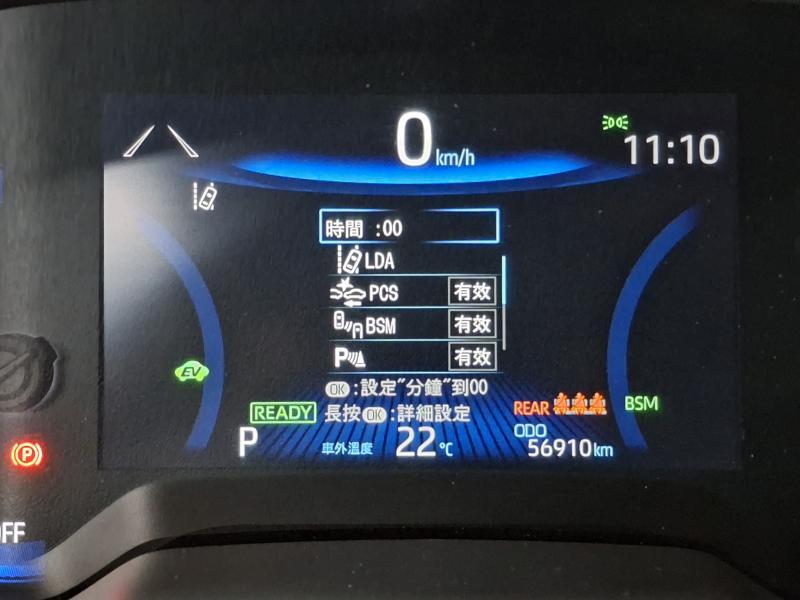 0 km/h
11:10
時間 :00
LDA
PCS 有效
BSM 有效
P 有效
OK:設定"分鐘"到00
長按OK:詳細設定
EV
READY
REAR
BSM
P
車外溫度 22℃
ODO
56910km
P
OFF